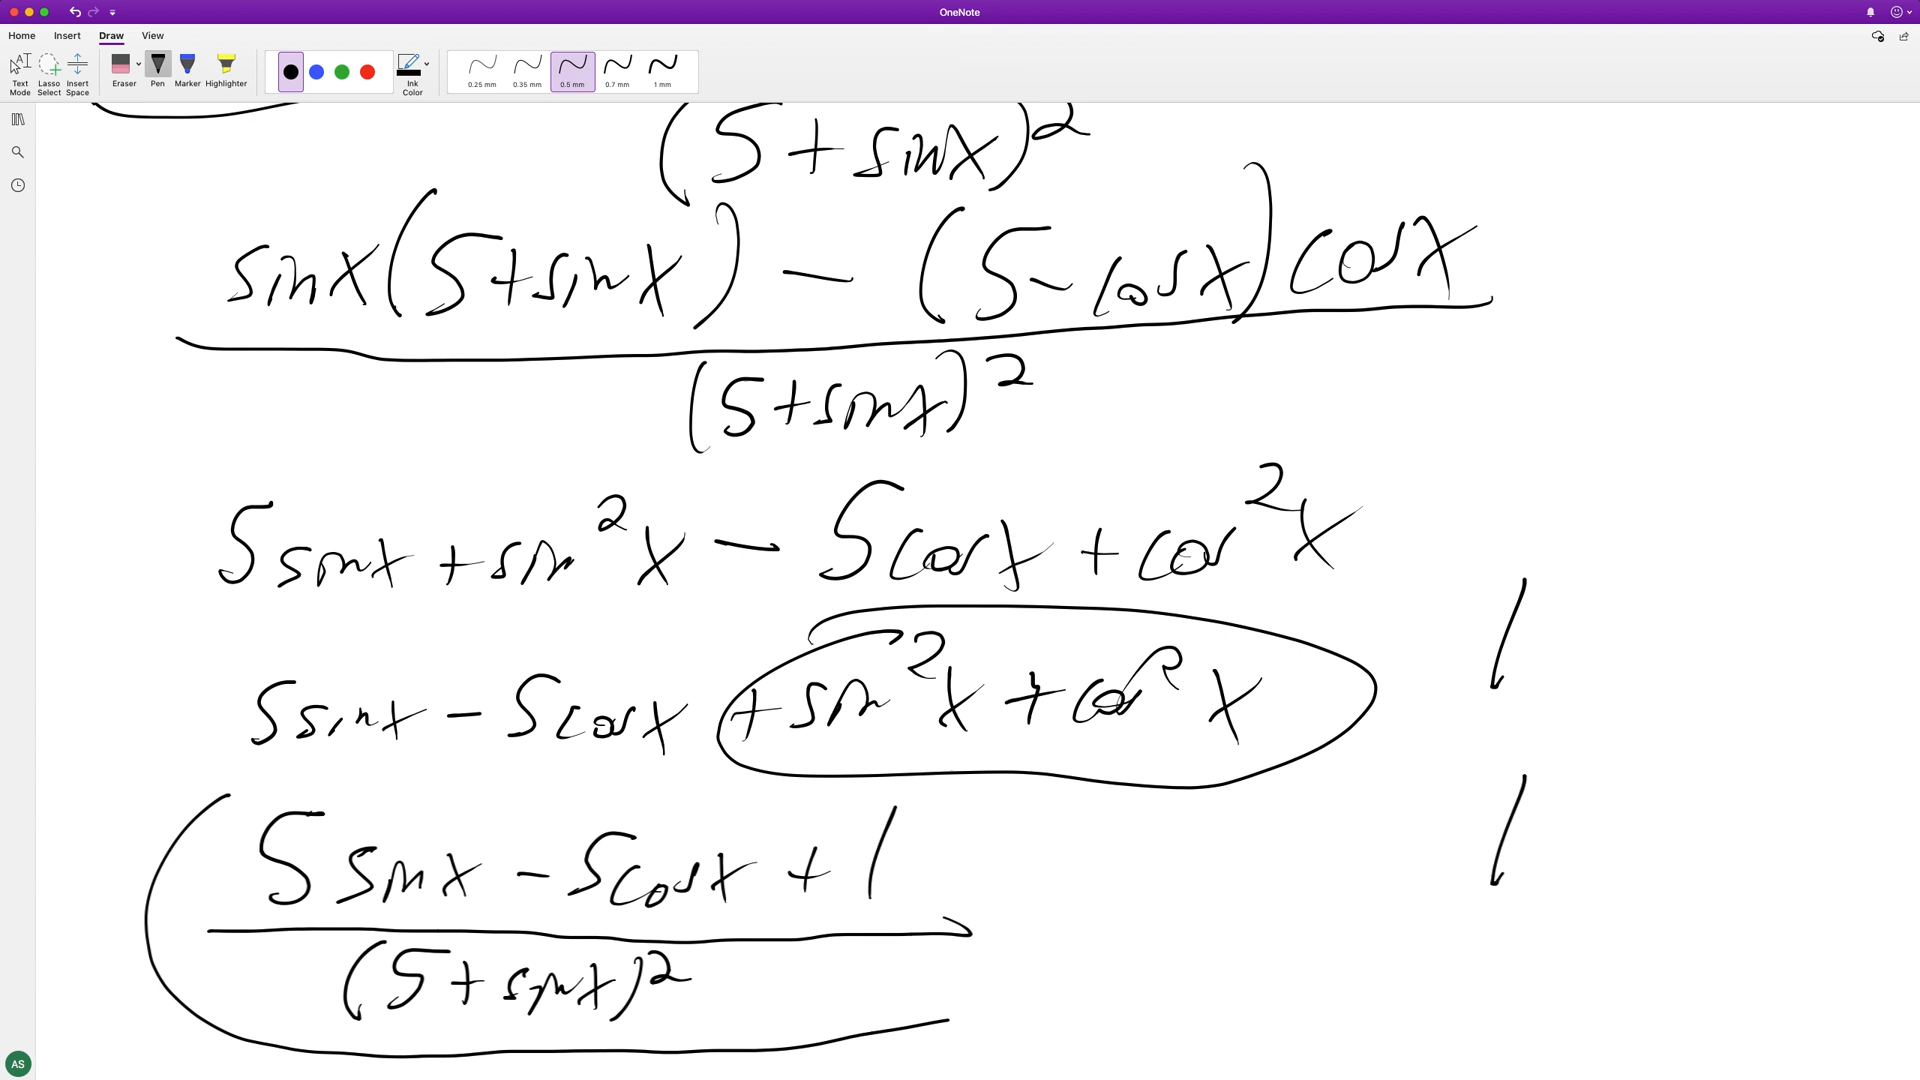 OneNote
Home Insert Draw View
Text Mode Lasso Select Insert Space Eraser Pen Marker Highlighter Ink Color 0.25 mm 0.35 mm 0.5 mm 0.7 mm 1 mm
(5+sinx)²
sinx(5+sinx) - (5-cosx)cosx
(5+sinx)²
5sinx+sin²x - 5cosx+cos²x
5sinx-5cosx+sin²x+cos²x
5sinx-5cosx+1
(5+sinx)²
AS